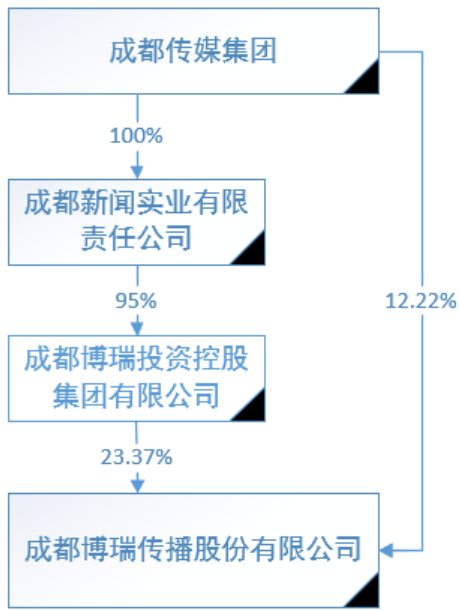 成都传媒集团
100%
成都新闻实业有限
责任公司
95%
12.22%
成都博瑞投资控股
集团有限公司
23.37%
成都博瑞传播股份有限公司